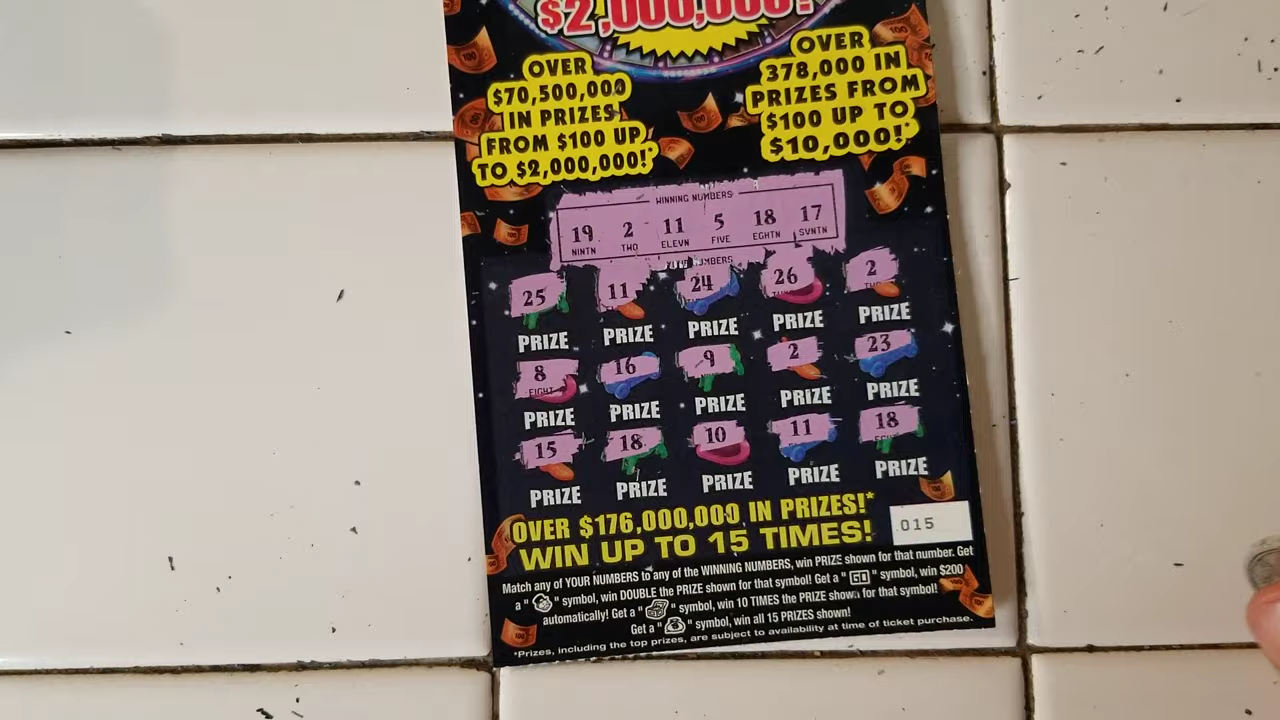 $2,000,000!
OVER
$70,500,000
IN PRIZES
FROM $100 UP
TO $2,000,000!*
OVER
378,000 IN
PRIZES FROM
$100 UP TO
$10,000!*
WINNING NUMBERS
19 2 11 5 18 17
NINTN TWO ELEVN FIVE EGHTN SVNTN
YOUR NUMBERS
25 11 24 26 2
PRIZE PRIZE PRIZE PRIZE PRIZE
8 16 9 2 23
EIGHT
PRIZE PRIZE PRIZE PRIZE PRIZE
15 18 10 11 18
PRIZE PRIZE PRIZE PRIZE PRIZE
OVER $176,000,000 IN PRIZES!*
WIN UP TO 15 TIMES!
015
Match any of YOUR NUMBERS to any of the WINNING NUMBERS, win PRIZE shown for that number. Get
a " " symbol, win DOUBLE the PRIZE shown for that symbol! Get a " GO " symbol, win $200
automatically! Get a " " symbol, win 10 TIMES the PRIZE shown for that symbol!
Get a " " symbol, win all 15 PRIZES shown!
*Prizes, including the top prizes, are subject to availability at time of ticket purchase.